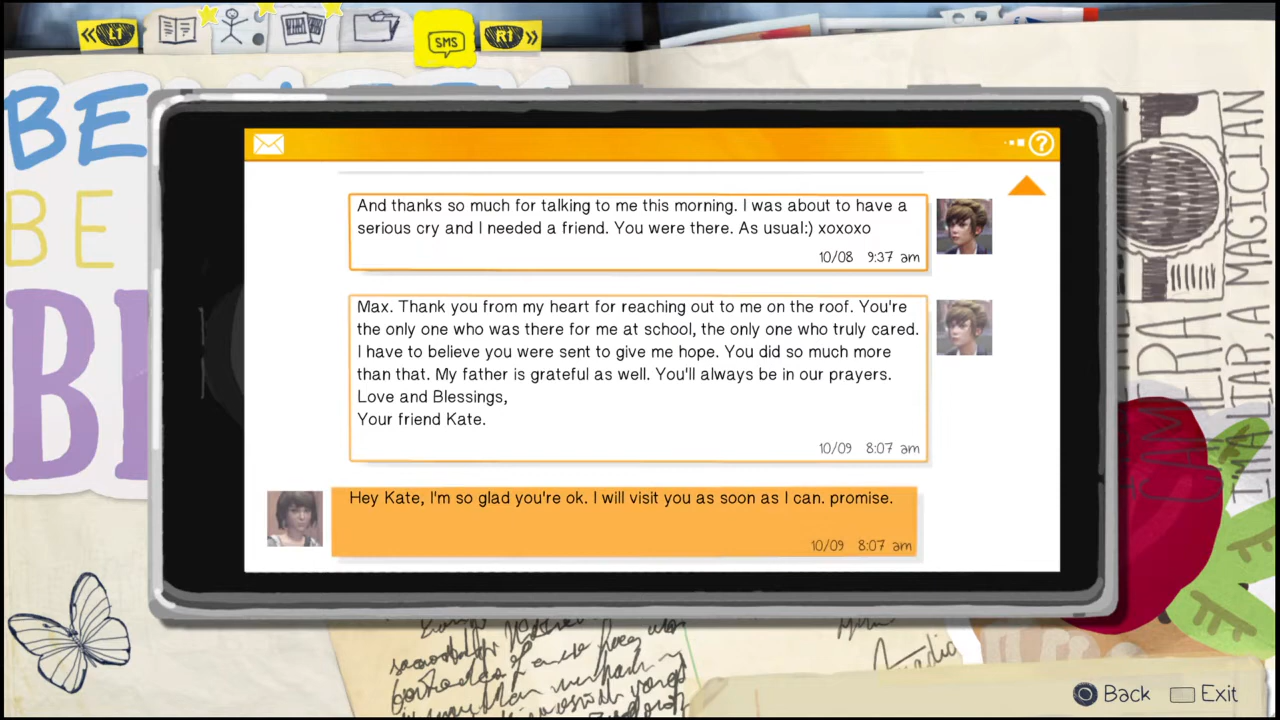 L1
SMS
R1
?
BE
BE
And thanks so much for talking to me this morning. I was about to have a
serious cry and I needed a friend. You were there. As usual:) xoxoxo
10/08 9:37 am
Max. Thank you from my heart for reaching out to me on the roof. You're
the only one who was there for me at school, the only one who truly cared.
I have to believe you were sent to give me hope. You did so much more
than that. My father is grateful as well. You'll always be in our prayers.
Love and Blessings,
Your friend Kate.
10/09 8:07 am
Hey Kate, I'm so glad you're ok. I will visit you as soon as I can. promise.
10/09 8:07 am
CAMERA
LIAR, A MAGICIAN
Back
Exit